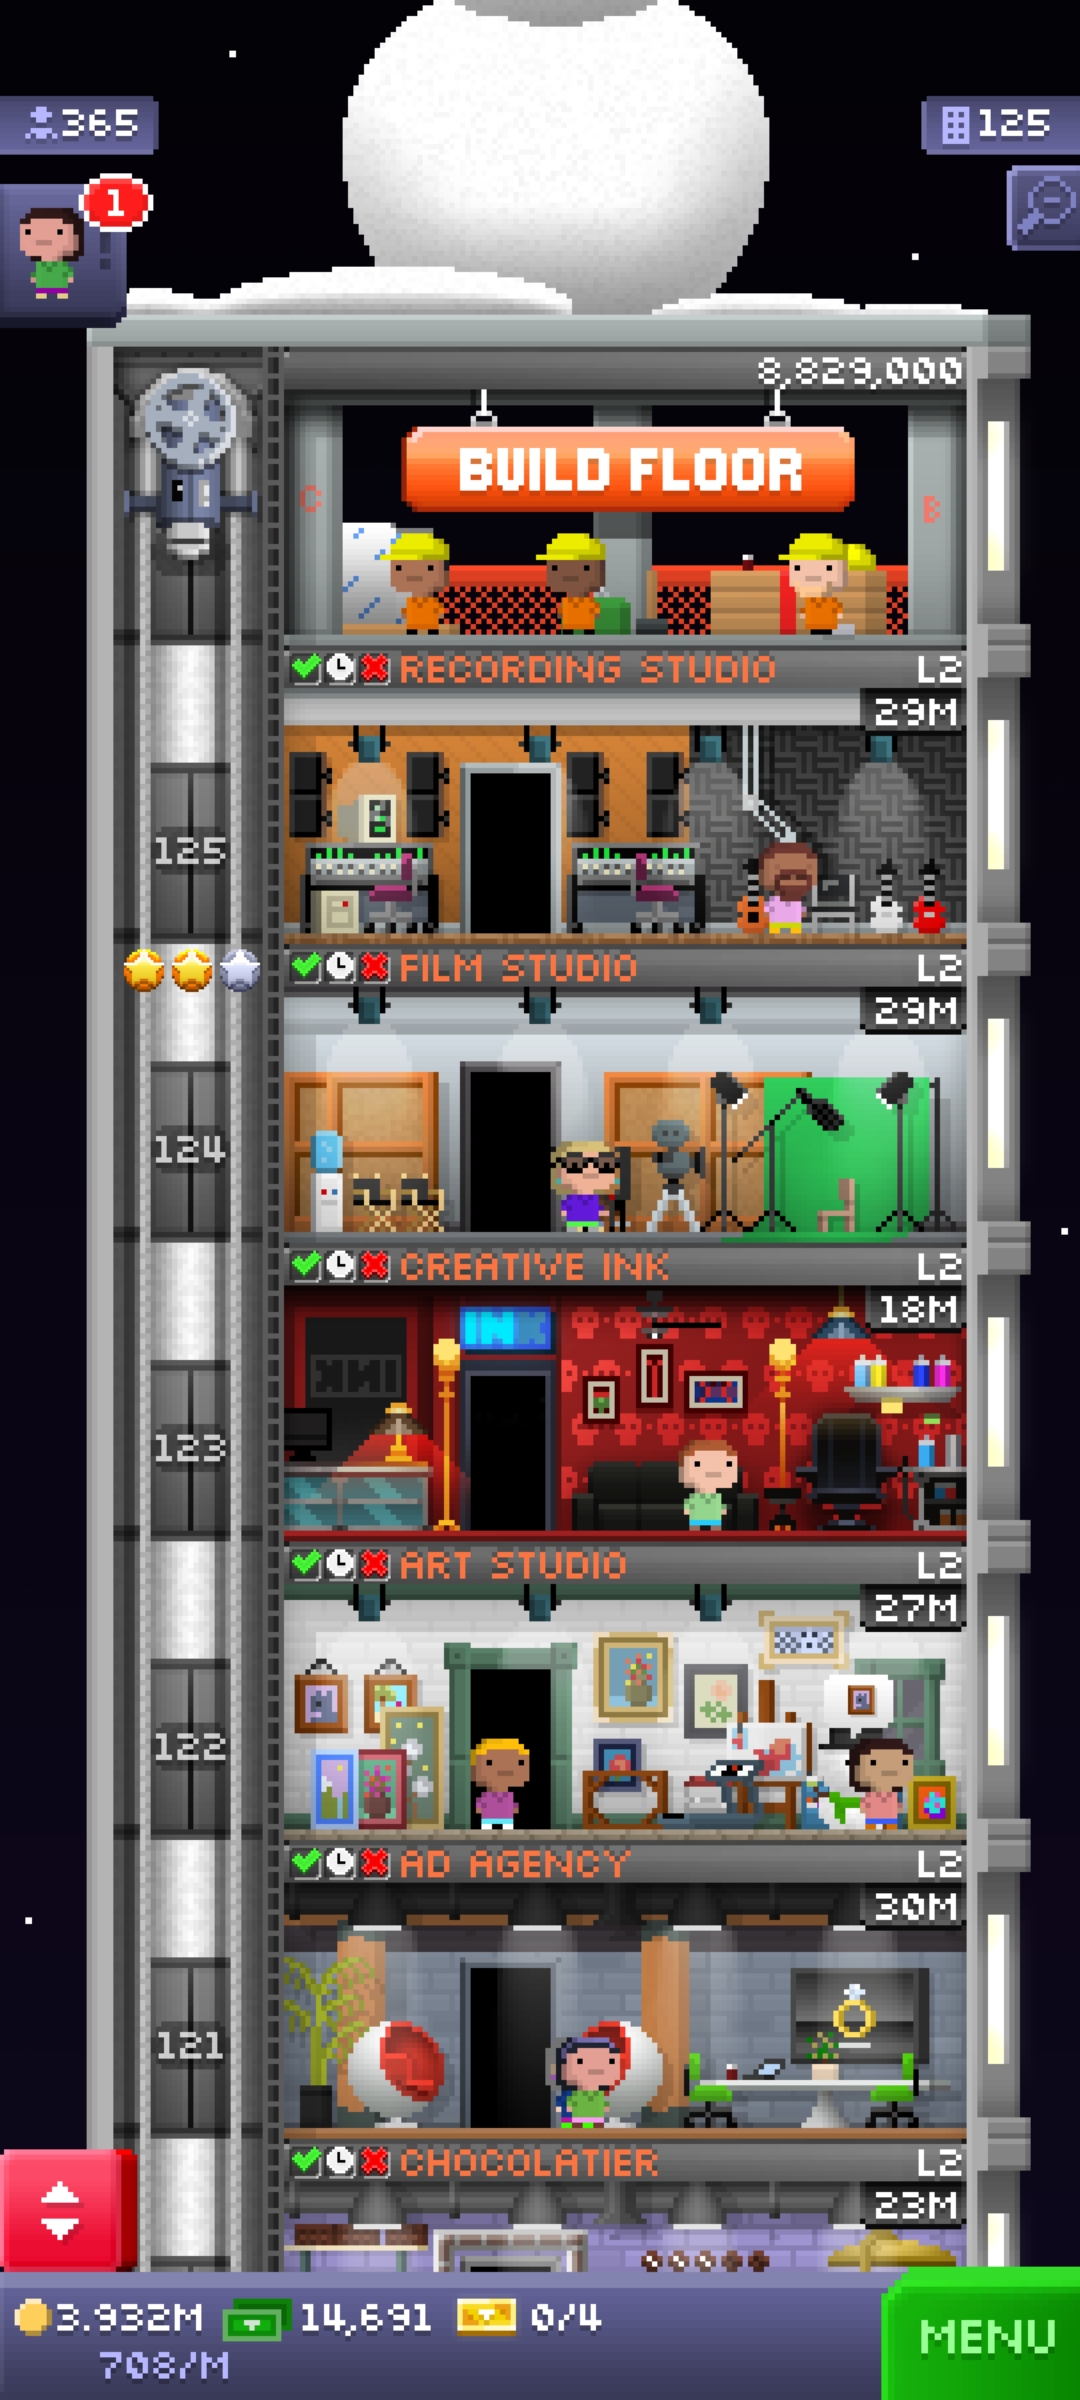 365
125
1
8,829,000
BUILD FLOOR
C
B
RECORDING STUDIO L2
29M
125
FILM STUDIO L2
29M
124
CREATIVE INK L2
18M
INK
123
ART STUDIO L2
27M
122
AD AGENCY L2
30M
121
CHOCOLATIER L2
23M
3.932M 14,691 0/4
708/M
MENU